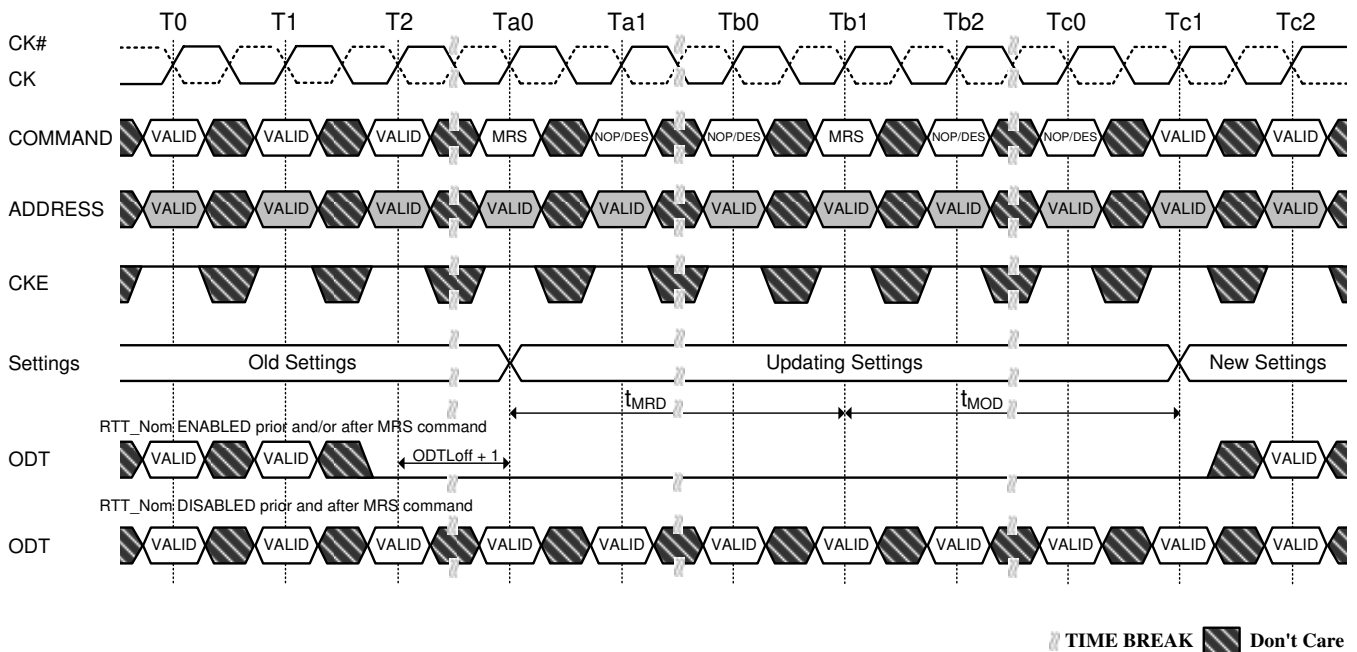 T0 T1 T2 Ta0 Ta1 Tb0 Tb1 Tb2 Tc0 Tc1 Tc2
CK#
CK
COMMAND VALID VALID VALID MRS NOP/DES NOP/DES MRS NOP/DES NOP/DES VALID VALID
ADDRESS VALID VALID VALID VALID VALID VALID VALID VALID VALID VALID VALID
CKE
Settings Old Settings Updating Settings New Settings
tMRD tMOD
RTT_Nom ENABLED prior and/or after MRS command
ODT VALID VALID ODTLoff + 1 VALID
RTT_Nom DISABLED prior and after MRS command
ODT VALID VALID VALID VALID VALID VALID VALID VALID VALID VALID VALID
TIME BREAK Don't Care